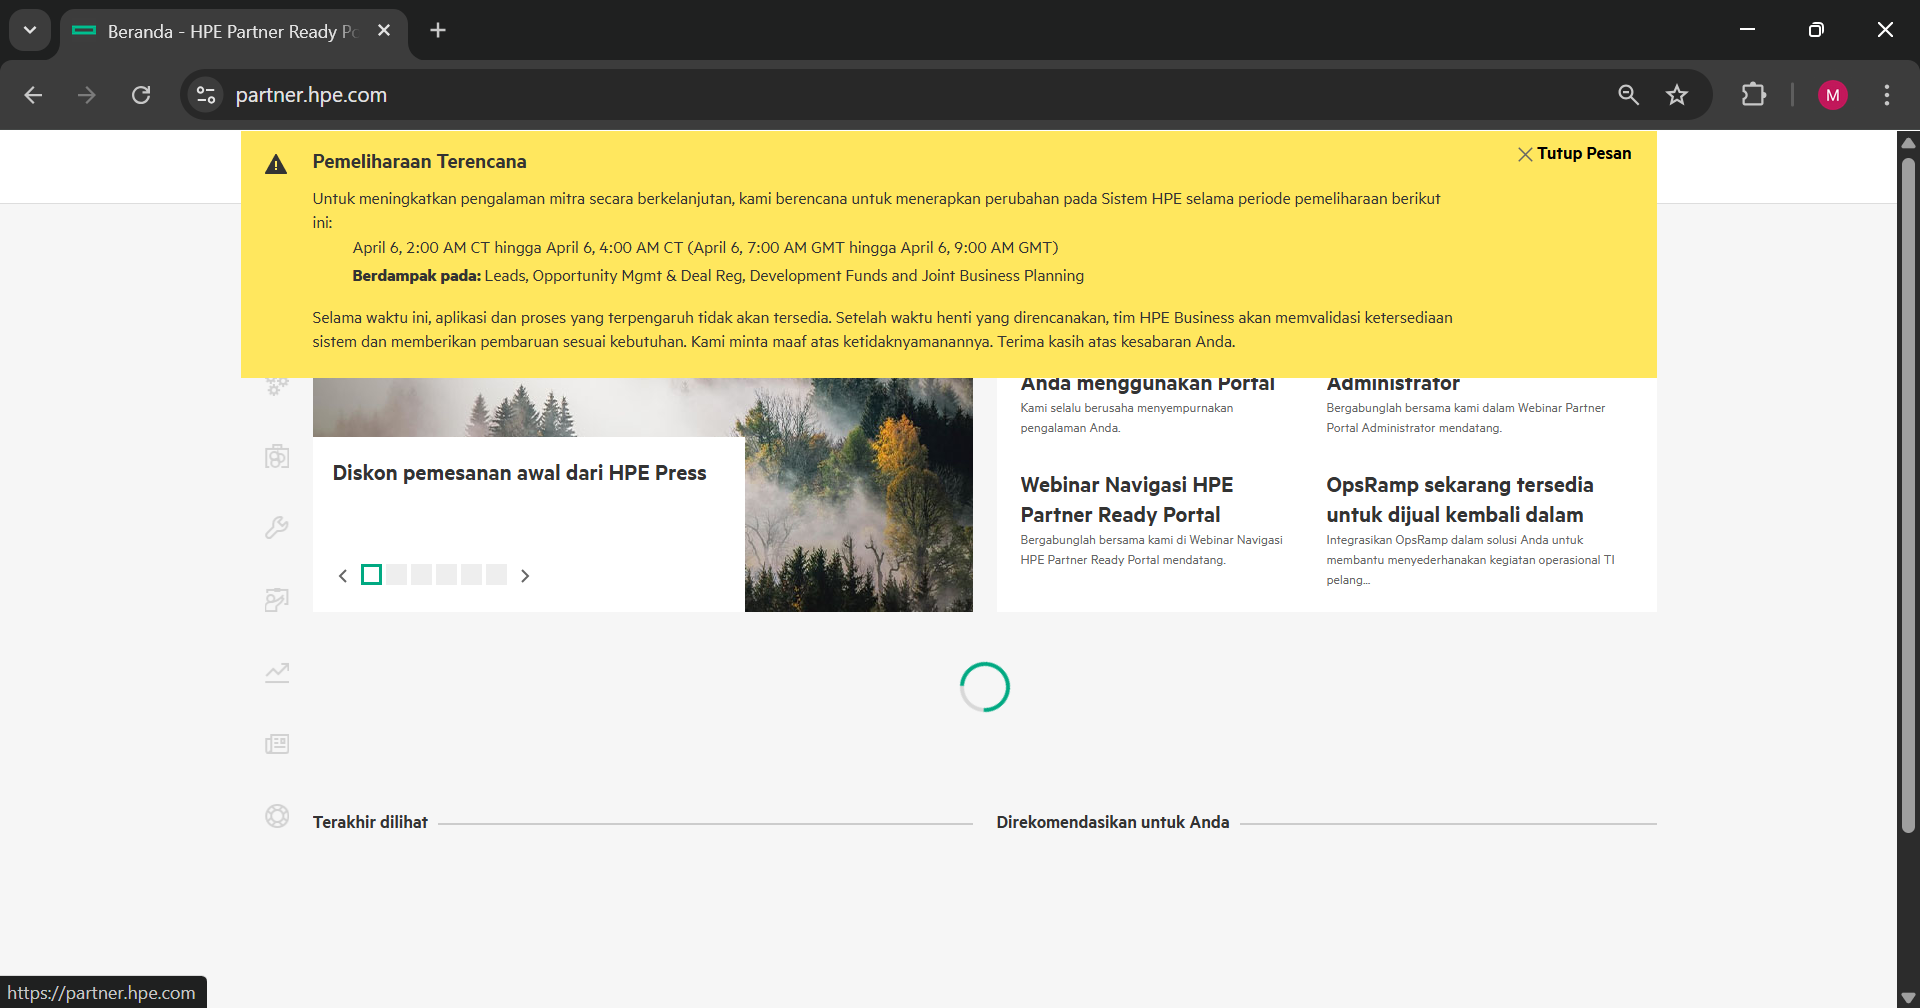 Beranda - HPE Partner Ready Po
partner.hpe.com
M
Pemeliharaan Terencana
Tutup Pesan
Untuk meningkatkan pengalaman mitra secara berkelanjutan, kami berencana untuk menerapkan perubahan pada Sistem HPE selama periode pemeliharaan berikut
ini:
April 6, 2:00 AM CT hingga April 6, 4:00 AM CT (April 6, 7:00 AM GMT hingga April 6, 9:00 AM GMT)
Berdampak pada: Leads, Opportunity Mgmt & Deal Reg, Development Funds and Joint Business Planning
Selama waktu ini, aplikasi dan proses yang terpengaruh tidak akan tersedia. Setelah waktu henti yang direncanakan, tim HPE Business akan memvalidasi ketersediaan
sistem dan memberikan pembaruan sesuai kebutuhan. Kami minta maaf atas ketidaknyamanannya. Terima kasih atas kesabaran Anda.
Diskon pemesanan awal dari HPE Press
Anda menggunakan Portal
Kami selalu berusaha menyempurnakan
pengalaman Anda.
Administrator
Bergabunglah bersama kami dalam Webinar Partner
Portal Administrator mendatang.
Webinar Navigasi HPE
Partner Ready Portal
Bergabunglah bersama kami di Webinar Navigasi
HPE Partner Ready Portal mendatang.
OpsRamp sekarang tersedia
untuk dijual kembali dalam
Integrasikan OpsRamp dalam solusi Anda untuk
membantu menyederhanakan kegiatan operasional TI
pelang...
Terakhir dilihat
Direkomendasikan untuk Anda
https://partner.hpe.com